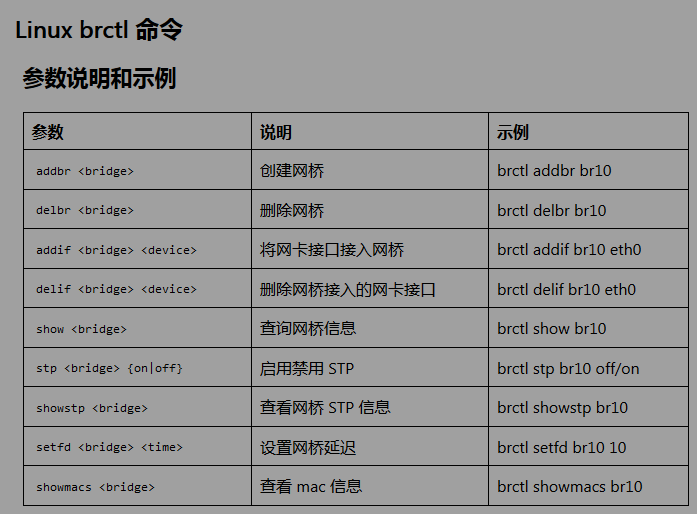 Linux brctl 命令
参数说明和示例
参数 说明 示例
addbr <bridge> 创建网桥 brctl addbr br10
delbr <bridge> 删除网桥 brctl delbr br10
addif <bridge> <device> 将网卡接口接入网桥 brctl addif br10 eth0
delif <bridge> <device> 删除网桥接入的网卡接口 brctl delif br10 eth0
show <bridge> 查询网桥信息 brctl show br10
stp <bridge> {on|off} 启用禁用 STP brctl stp br10 off/on
showstp <bridge> 查看网桥 STP 信息 brctl showstp br10
setfd <bridge> <time> 设置网桥延迟 brctl setfd br10 10
showmacs <bridge> 查看 mac 信息 brctl showmacs br10